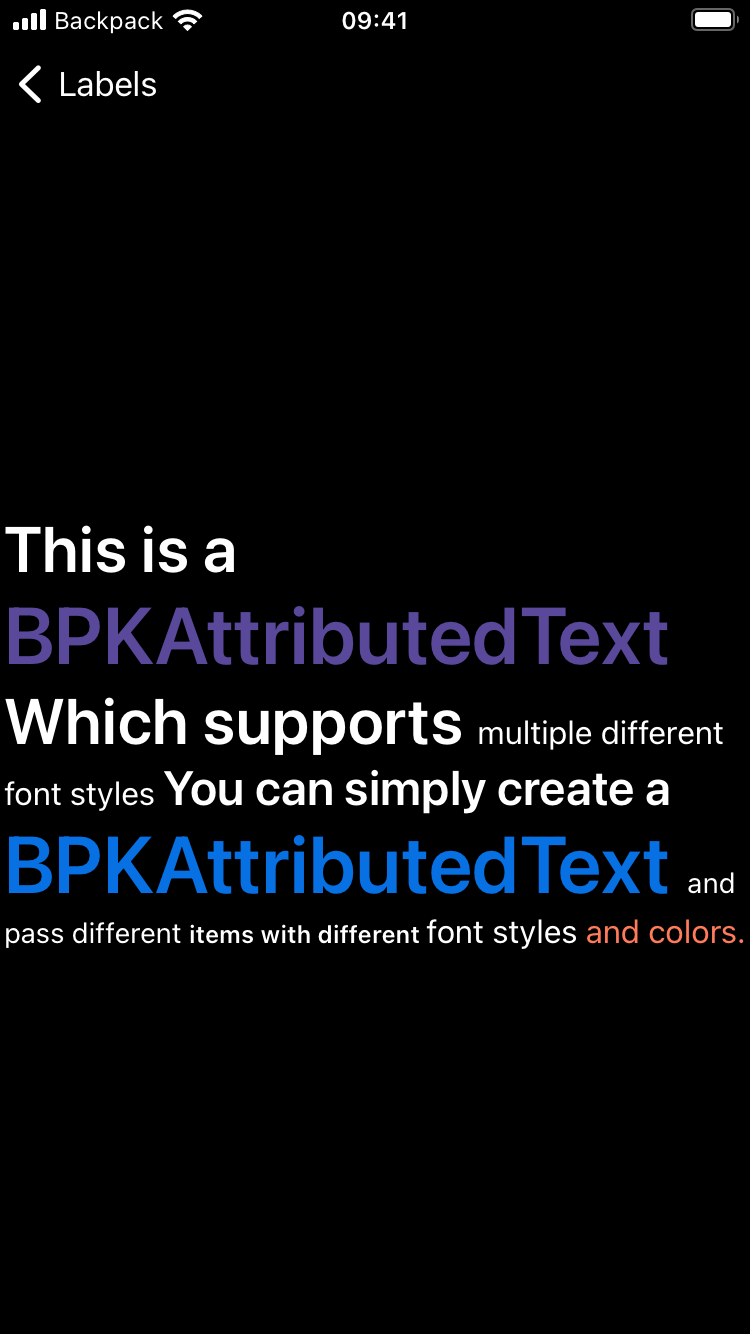 Backpack 09:41
Labels
This is a
BPKAttributedText
Which supports multiple different
font styles You can simply create a
BPKAttributedText and
pass different items with different font styles and colors.